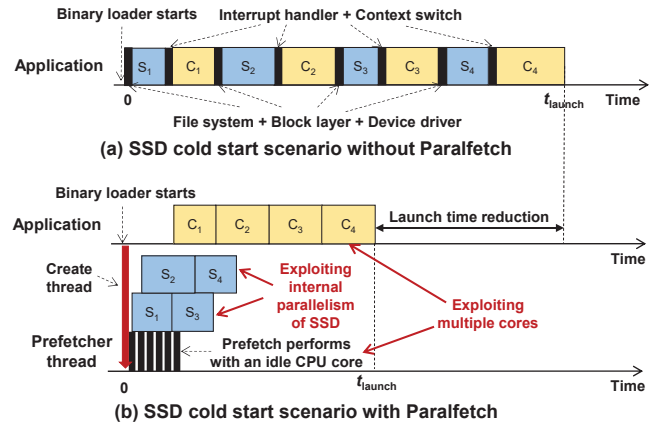 Binary loader starts
Interrupt handler + Context switch
Application
S1 C1 S2 C2 S3 C3 S4 C4
0
tlaunch
Time
File system + Block layer + Device driver
(a) SSD cold start scenario without Paralfetch
Binary loader starts
Application
C1 C2 C3 C4
Launch time reduction
Time
Create
thread
S2 S4
S1 S3
Exploiting
internal
parallelism
of SSD
Exploiting
multiple cores
Prefetcher
thread
Prefetch performs
with an idle CPU core
0
tlaunch
Time
(b) SSD cold start scenario with Paralfetch